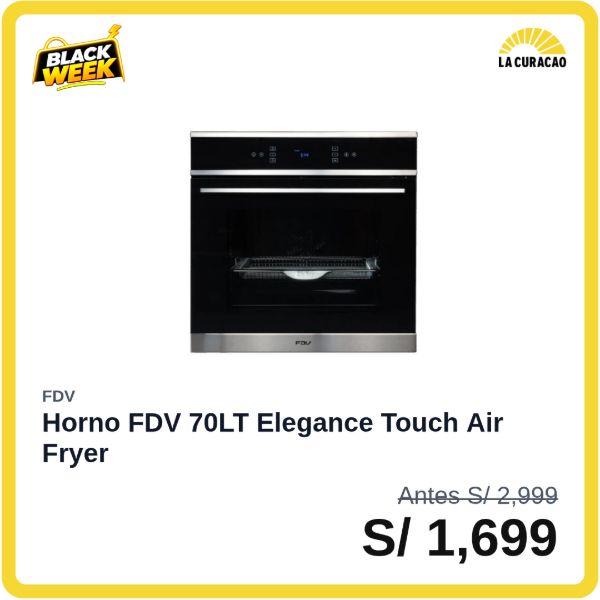 BLACK
WEEK
LA CURACAO
FDV
FDV
Horno FDV 70LT Elegance Touch Air
Fryer
Antes S/ 2,999
S/ 1,699